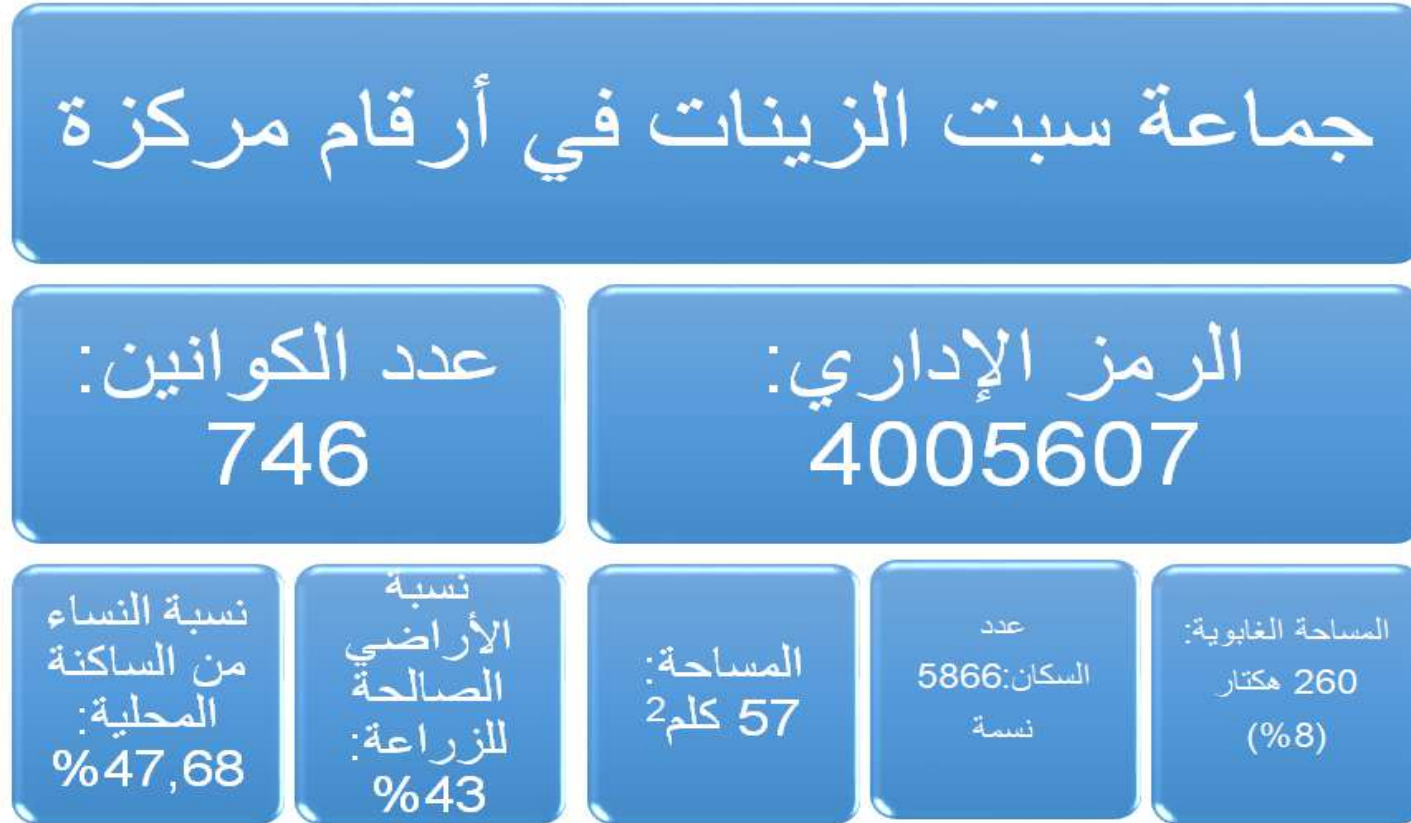 جماعة سبت الزينات في أرقام مركزة
الرمز الإداري:
4005607
عدد الكوانين:
746
المساحة الغابوية:
260 هكتار
(8%)
عدد
السكان:5866
نسمة
المساحة:
57 كلم²
نسبة
الأراضي
الصالحة
للزراعة:
%43
نسبة النساء
من الساكنة
المحلية:
%47,68